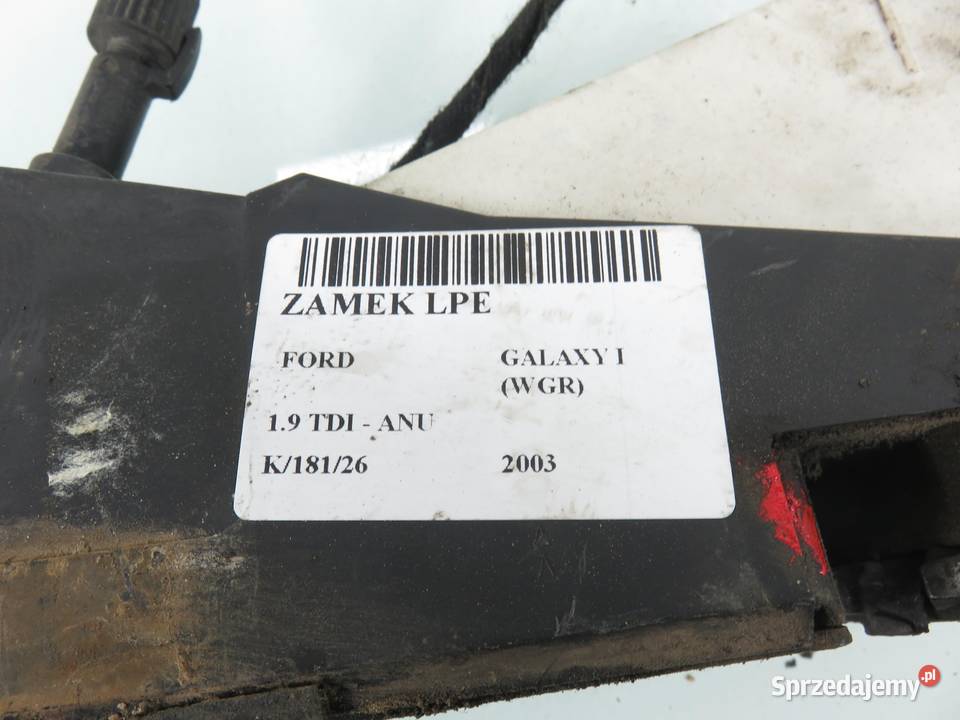 ZAMEK LPE
FORD GALAXY I
(WGR)
1.9 TDI - ANU
K/181/26 2003
Sprzedajemy.pl